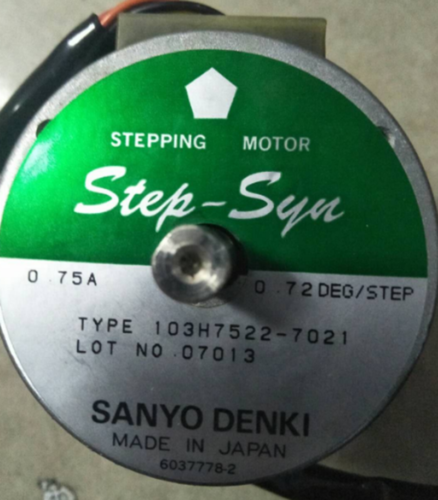 STEPPING MOTOR
Step-Syn
0.75A 0.72DEG/STEP
TYPE 103H7522-7021
LOT NO.07013
SANYO DENKI
MADE IN JAPAN
6037778-2